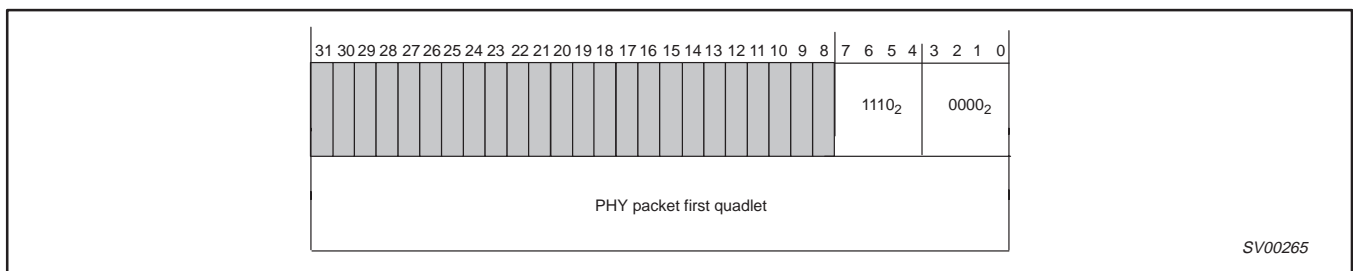 31 30 29 28 27 26 25 24 23 22 21 20 19 18 17 16 15 14 13 12 11 10 9 8 7 6 5 4 3 2 1 0
1110₂ 0000₂
PHY packet first quadlet
SV00265